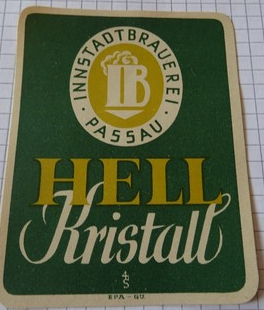 INNSTADTBRAUEREI
· PASSAU ·
IB
HELL
Kristall
4
S
EPA - GU.